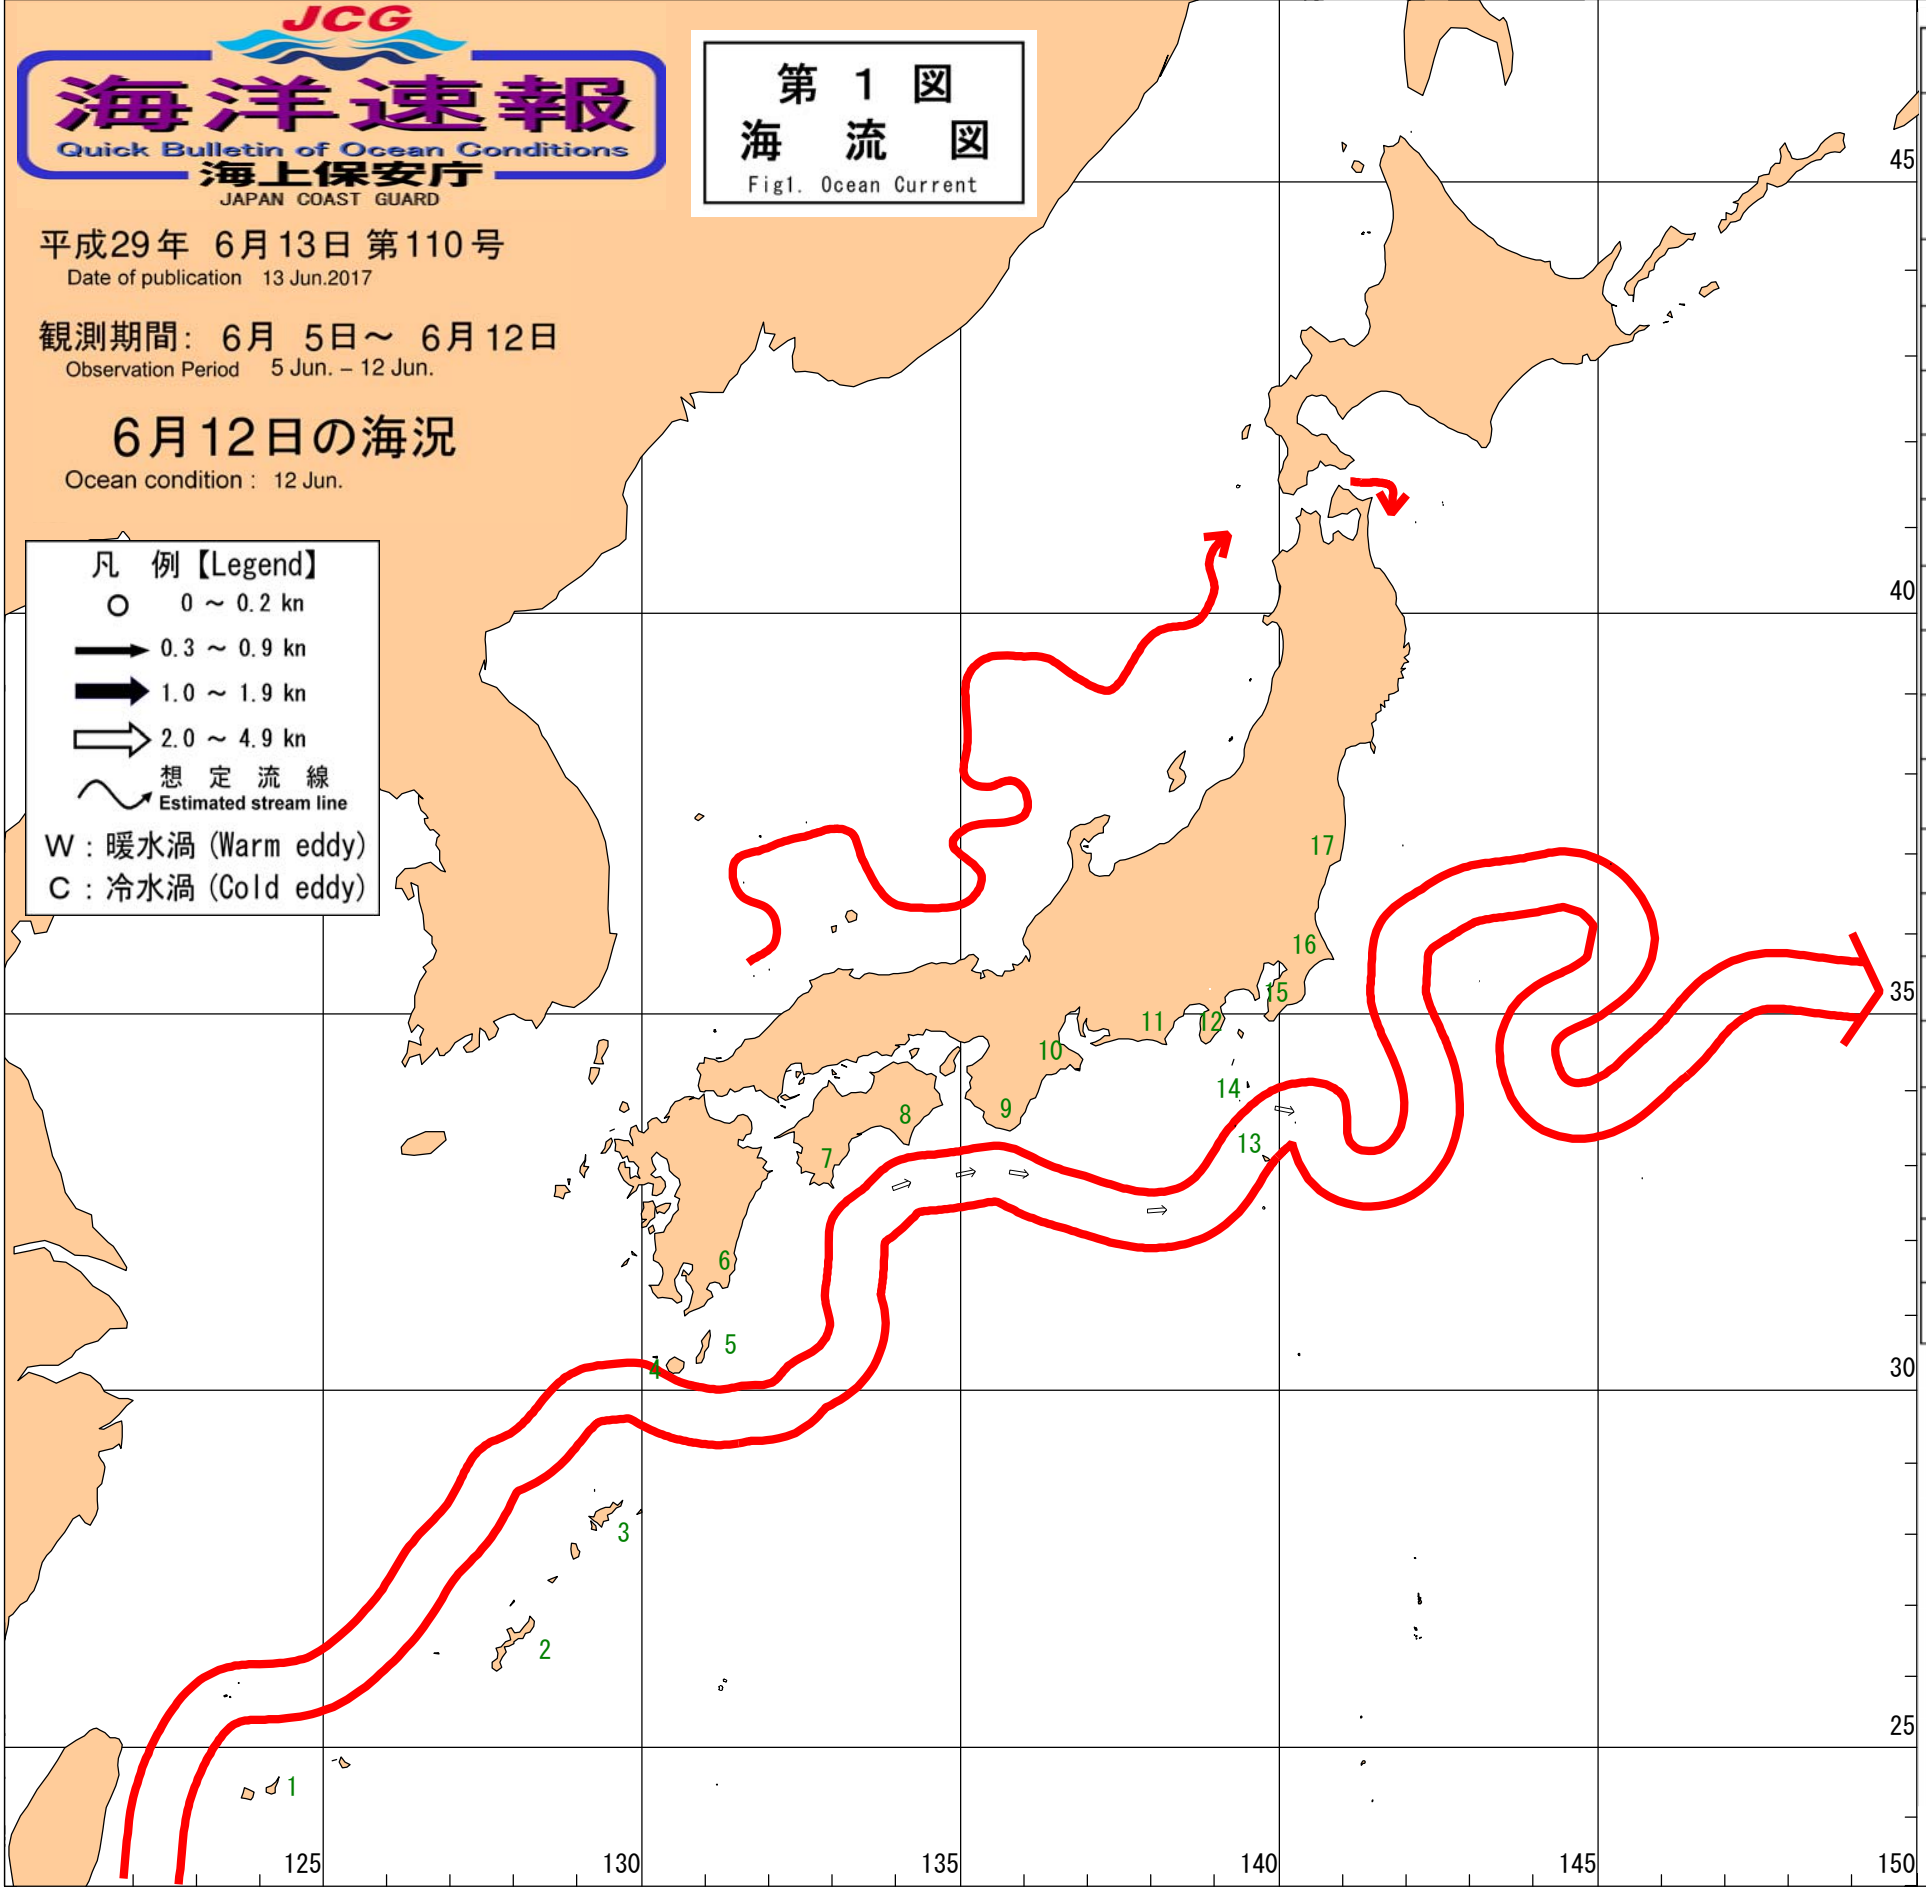 JCG
海洋速報
Quick Bulletin of Ocean Conditions
海上保安庁
JAPAN COAST GUARD
平成29年 6月13日 第110号
Date of publication 13 Jun.2017
観測期間: 6月 5日～ 6月12日
Observation Period 5 Jun. – 12 Jun.
6月12日の海況
Ocean condition : 12 Jun.
第 1 図
海 流 図
Fig1. Ocean Current
凡 例【Legend】
0 ～ 0.2 kn
0.3 ～ 0.9 kn
1.0 ～ 1.9 kn
2.0 ～ 4.9 kn
想 定 流 線
Estimated stream line
W : 暖水渦 (Warm eddy)
C : 冷水渦 (Cold eddy)
45
40
35
30
25
17
16
15
11
12
10
14
9
8
13
7
6
5
4
3
2
1
125
130
135
140
145
150